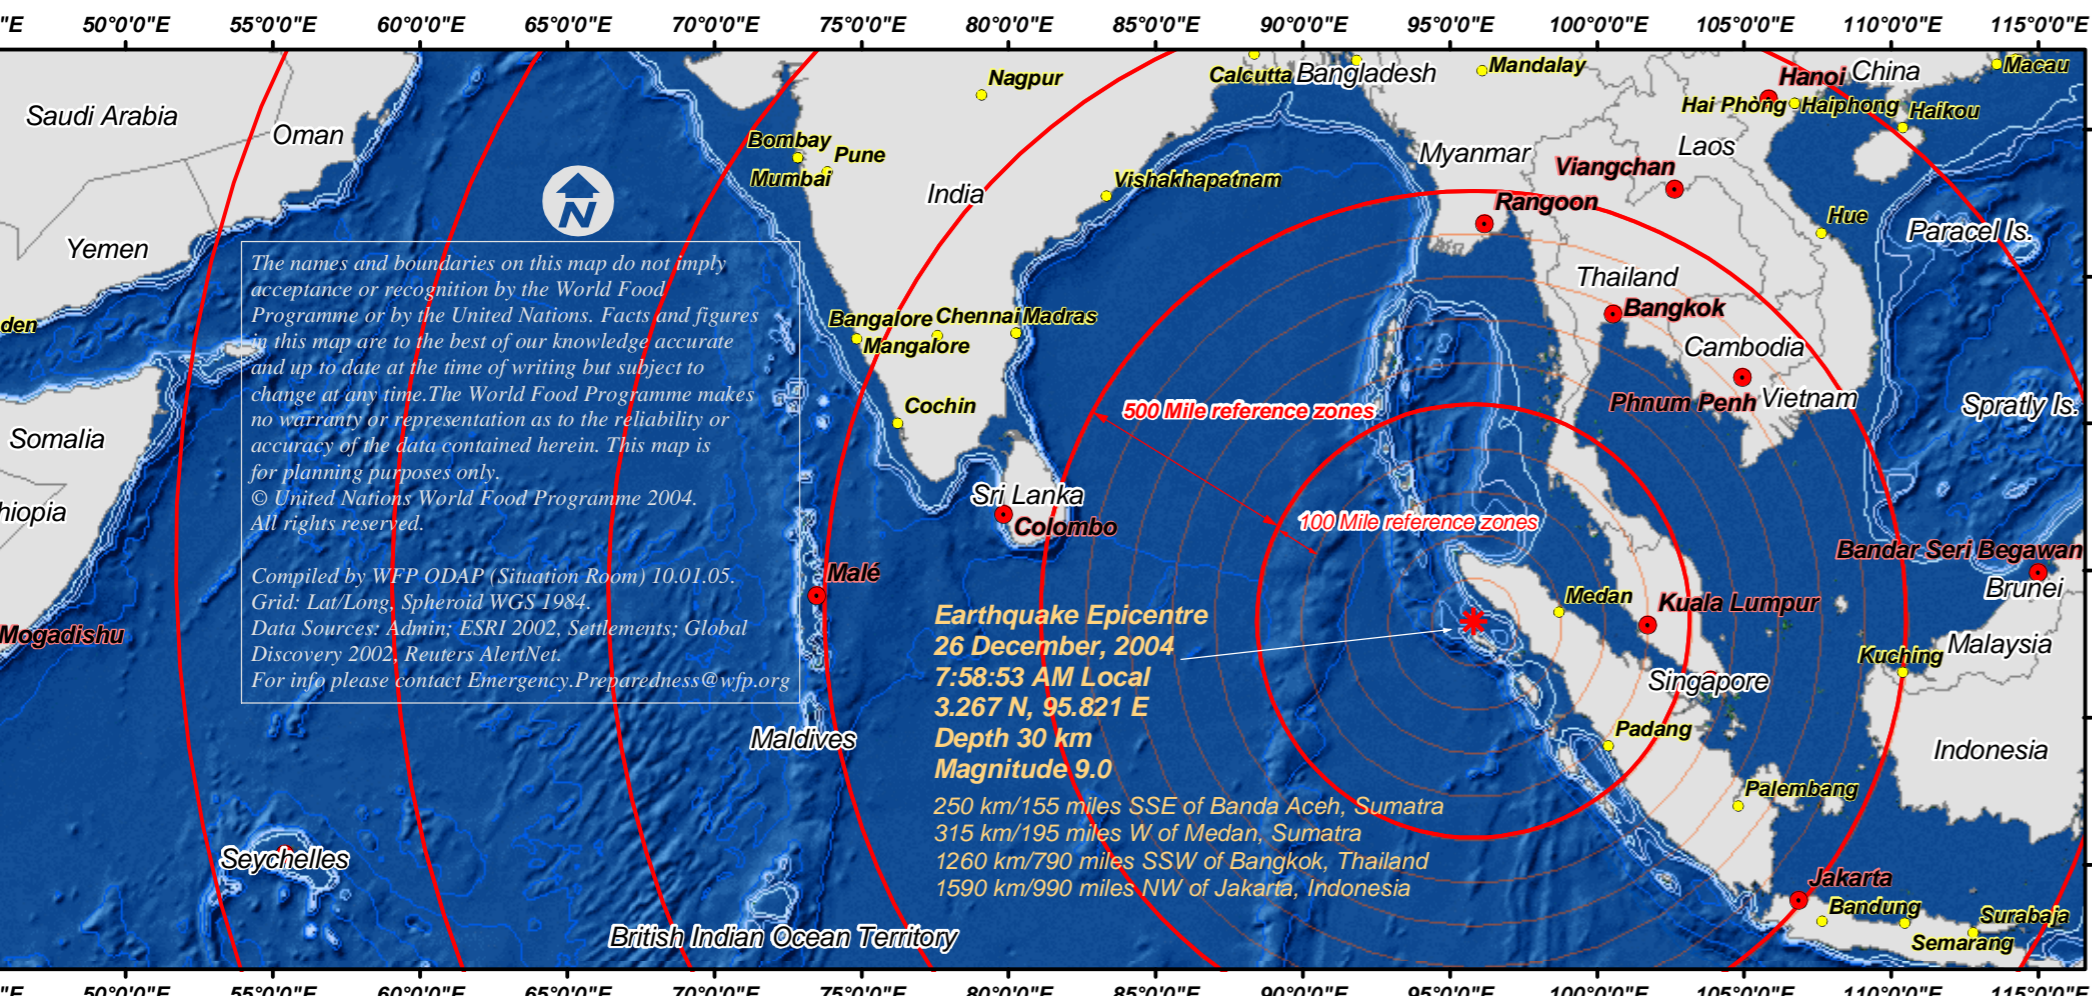 "E 50°0'0"E 55°0'0"E 60°0'0"E 65°0'0"E 70°0'0"E 75°0'0"E 80°0'0"E 85°0'0"E 90°0'0"E 95°0'0"E 100°0'0"E 105°0'0"E 110°0'0"E 115°0'0"E
Saudi Arabia
Oman
Yemen
den
Somalia
hiopia
Mogadishu
N
The names and boundaries on this map do not imply
acceptance or recognition by the World Food
Programme or by the United Nations. Facts and figures
in this map are to the best of our knowledge accurate
and up to date at the time of writing but subject to
change at any time.The World Food Programme makes
no warranty or representation as to the reliability or
accuracy of the data contained herein. This map is
for planning purposes only.
© United Nations World Food Programme 2004.
All rights reserved.
Compiled by WFP ODAP (Situation Room) 10.01.05.
Grid: Lat/Long, Spheroid WGS 1984.
Data Sources: Admin; ESRI 2002, Settlements; Global
Discovery 2002, Reuters AlertNet.
For info please contact Emergency.Preparedness@wfp.org
Seychelles
Maldives
British Indian Ocean Territory
Malé
Nagpur
Bombay
Mumbai
Pune
India
Vishakhapatnam
Bangalore
Chennai
Madras
Mangalore
Cochin
Sri Lanka
Colombo
Calcutta
Bangladesh
Mandalay
Myanmar
Rangoon
Hanoi
China
Macau
Hai Phòng
Haiphong
Haikou
Laos
Viangchan
Hue
Paracel Is.
Thailand
Bangkok
Cambodia
Phnum Penh
Vietnam
Spratly Is.
500 Mile reference zones
100 Mile reference zones
Bandar Seri Begawan
Brunei
Medan
Kuala Lumpur
Malaysia
Kuching
Singapore
Padang
Indonesia
Palembang
Jakarta
Bandung
Semarang
Surabaja
Earthquake Epicentre
26 December, 2004
7:58:53 AM Local
3.267 N, 95.821 E
Depth 30 km
Magnitude 9.0
250 km/155 miles SSE of Banda Aceh, Sumatra
315 km/195 miles W of Medan, Sumatra
1260 km/790 miles SSW of Bangkok, Thailand
1590 km/990 miles NW of Jakarta, Indonesia
"E 50°0'0"E 55°0'0"E 60°0'0"E 65°0'0"E 70°0'0"E 75°0'0"E 80°0'0"E 85°0'0"E 90°0'0"E 95°0'0"E 100°0'0"E 105°0'0"E 110°0'0"E 115°0'0"E